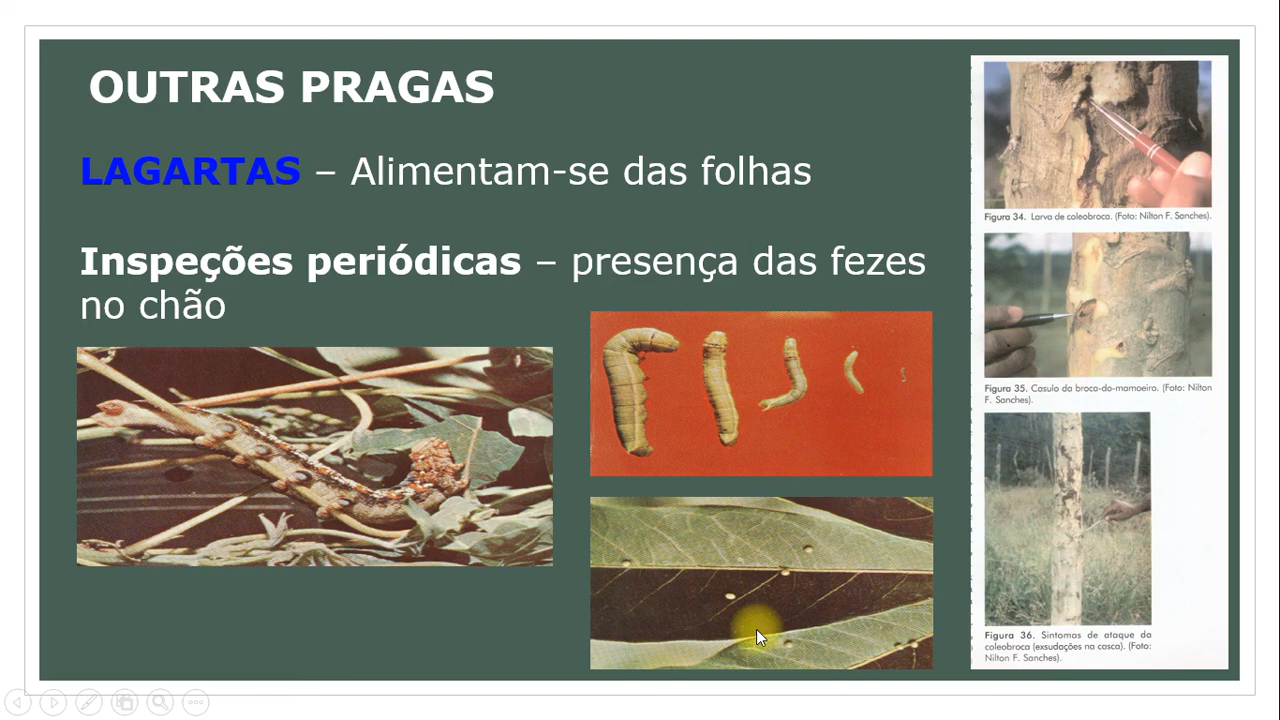 OUTRAS PRAGAS
LAGARTAS – Alimentam-se das folhas
Inspeções periódicas – presença das fezes
no chão
Figura 34. Larva de coleobroca. (Foto: Nilton F. Sanches).
Figura 35. Casulo da broca-do-mamoeiro. (Foto: Nilton
F. Sanches).
Figura 36. Sintomas de ataque da
coleobroca (exsudações na casca). (Foto:
Nilton F. Sanches).